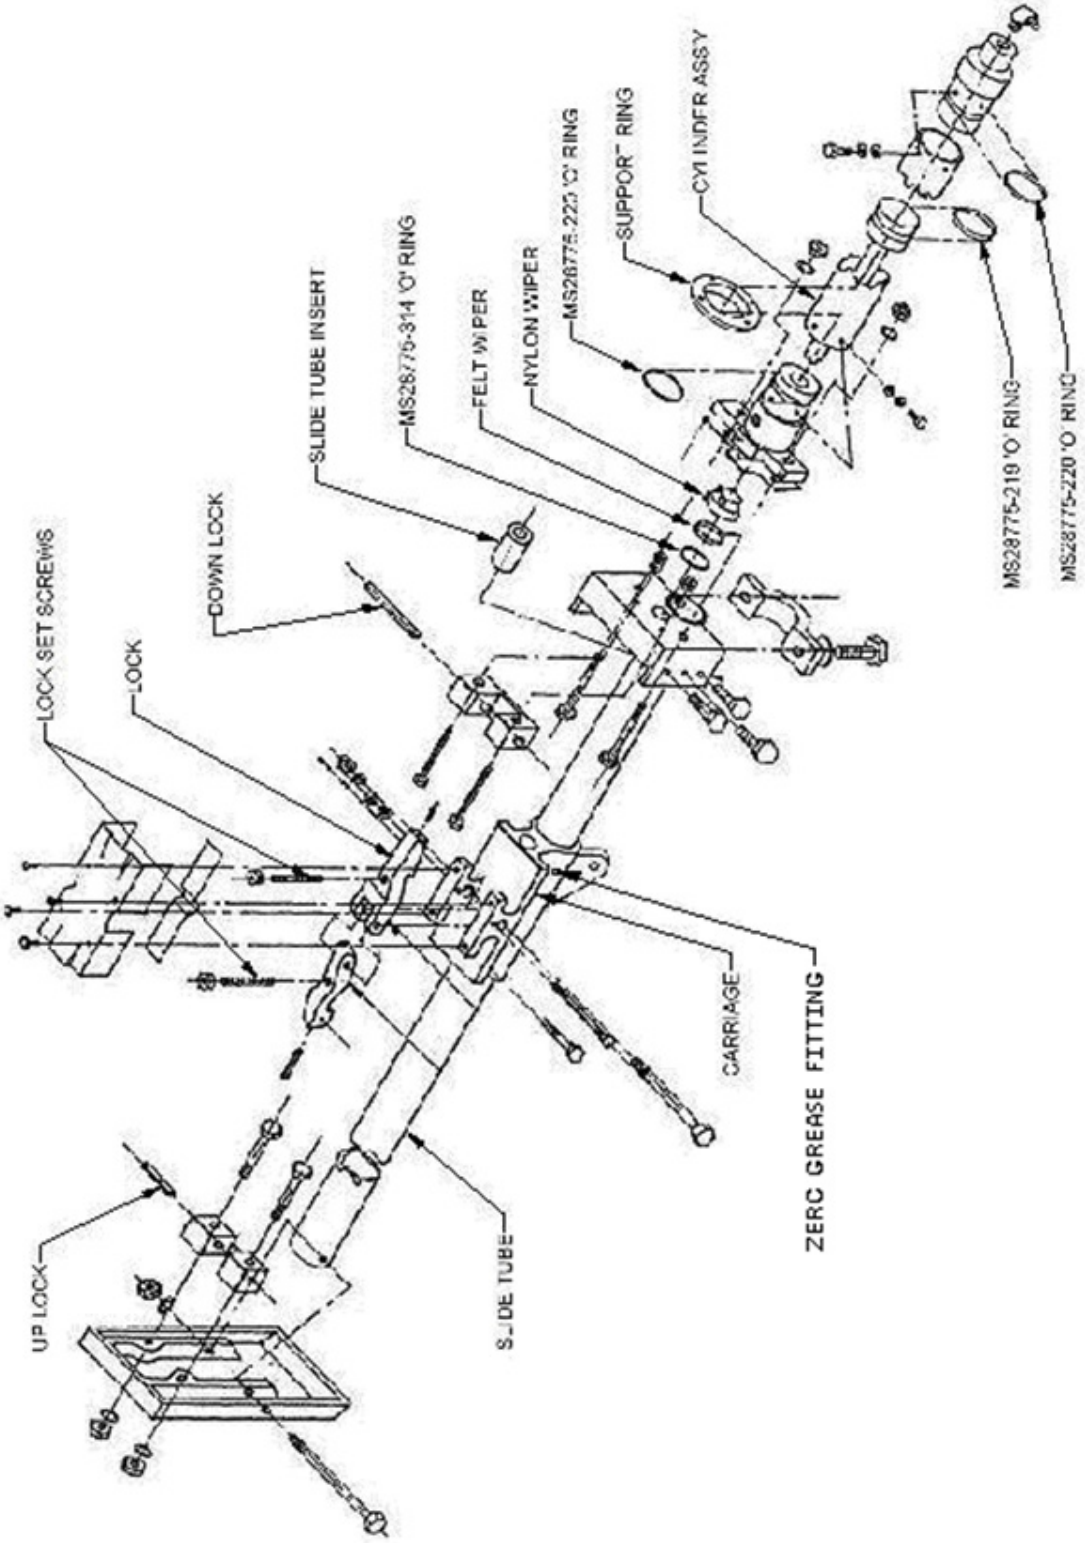 LOCK SET SCREWS
LOCK
DOWN LOCK
SLIDE TUBE INSERT
MS28775-314 'O' RING
FELT WIPER
NYLON WIPER
MS28775-225 'O' RING
SUPPORT RING
CYLINDER ASSY
UP LOCK
SLIDE TUBE
CARRIAGE
ZERC GREASE FITTING
MS28775-219 'O' RING
MS28775-220 'O' RING